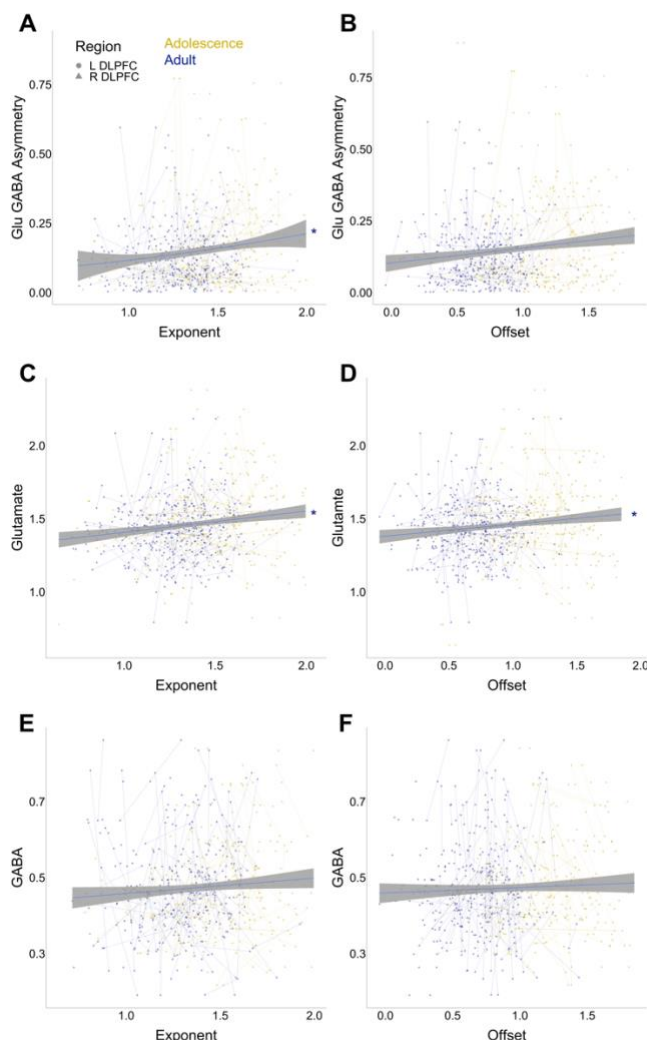 A
Region
L DLPFC
R DLPFC
Adolescence
Adult
Glu GABA Asymmetry
0.75
0.50
0.25
0.00
*
1.0
1.5
2.0
Exponent
B
Glu GABA Asymmetry
0.75
0.50
0.25
0.00
0.0
0.5
1.0
1.5
Offset
C
Glutamate
2.0
1.5
1.0
*
1.0
1.5
2.0
Exponent
D
Glutamte
2.0
1.5
1.0
*
0.0
0.5
1.0
1.5
2.0
Offset
E
GABA
0.7
0.5
0.3
1.0
1.5
2.0
Exponent
F
GABA
0.7
0.5
0.3
0.0
0.5
1.0
1.5
Offset